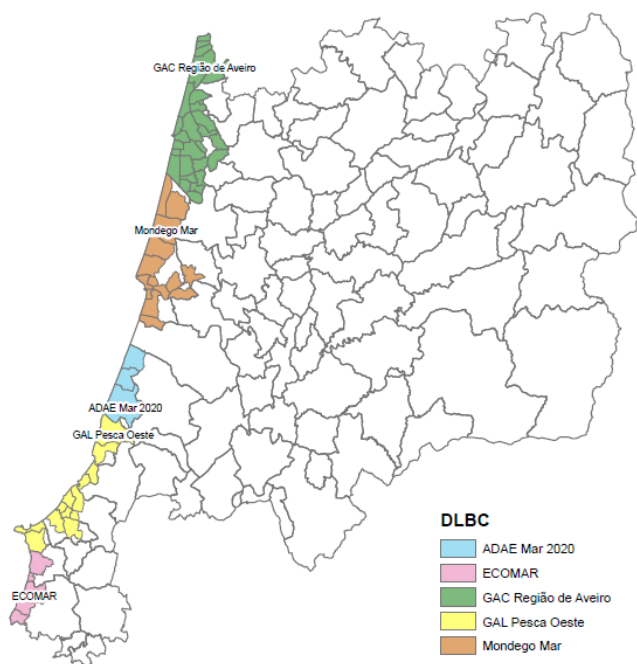 GAC Região de Aveiro
Mondego Mar
ADAE Mar 2020
GAL Pesca Oeste
ECOMAR
DLBC
ADAE Mar 2020
ECOMAR
GAC Região de Aveiro
GAL Pesca Oeste
Mondego Mar